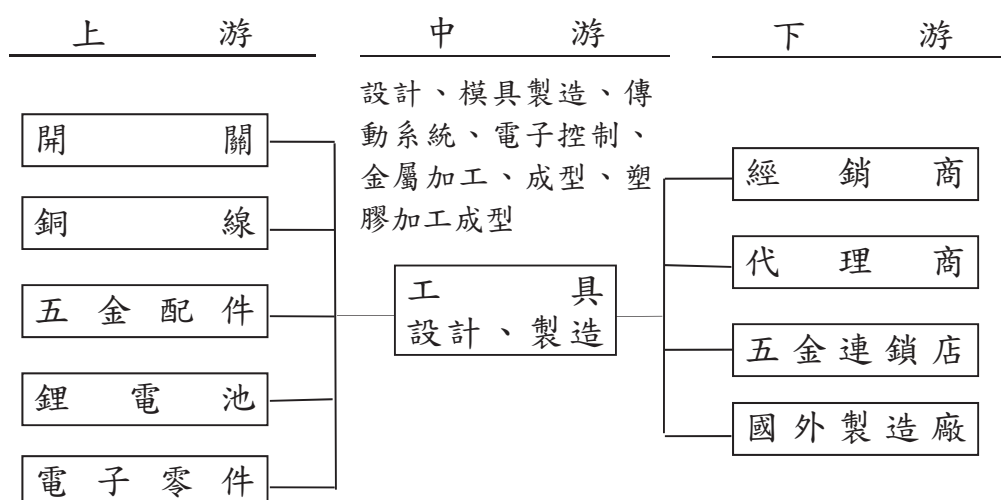 上游
中游
下游
開關
銅線
五金配件
鋰電池
電子零件
設計、模具製造、傳
動系統、電子控制、
金屬加工、成型、塑
膠加工成型
工具
設計、製造
經銷商
代理商
五金連鎖店
國外製造廠